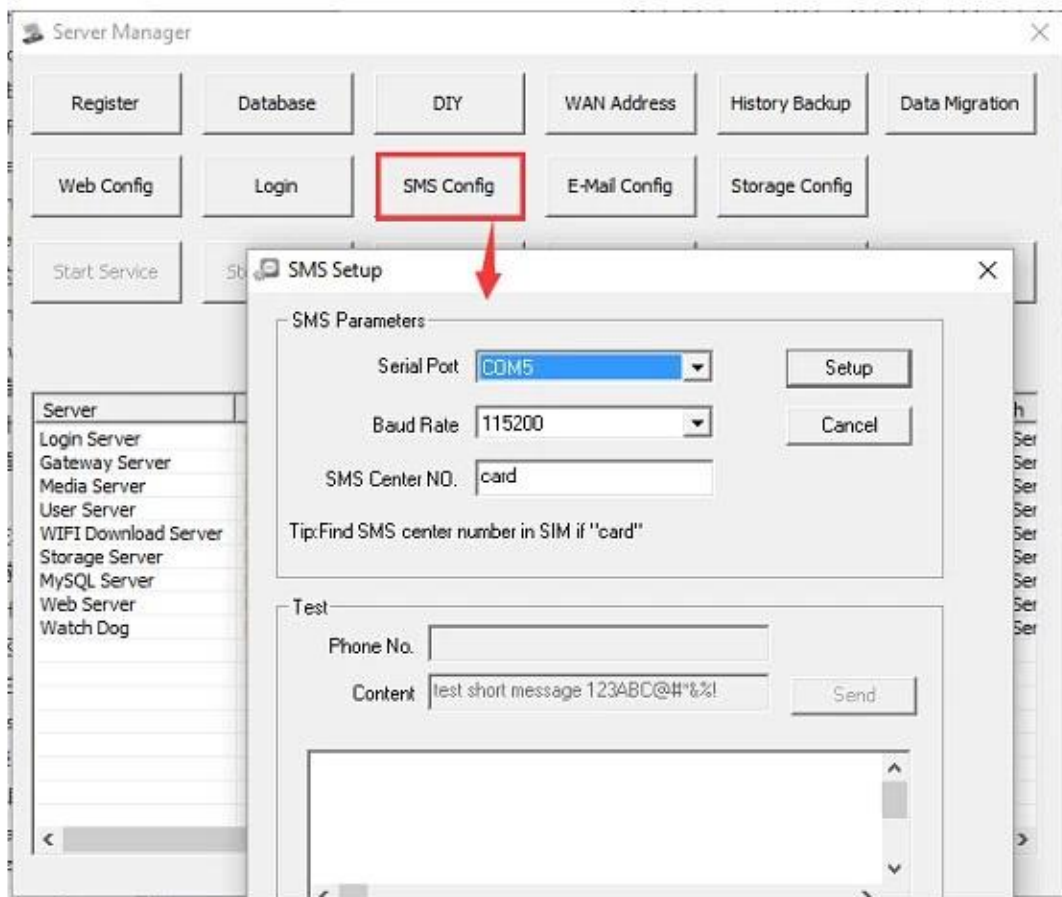 Server Manager
Register Database DIY WAN Address History Backup Data Migration
Web Config Login SMS Config E-Mail Config Storage Config
Start Service
SMS Setup
SMS Parameters
Serial Port COM5 Setup
Baud Rate 115200 Cancel
SMS Center NO. card
Tip:Find SMS center number in SIM if "card"
Server
Login Server
Gateway Server
Media Server
User Server
WIFI Download Server
Storage Server
MySQL Server
Web Server
Watch Dog
Test
Phone No.
Content test short message 123ABC@#*&%! Send